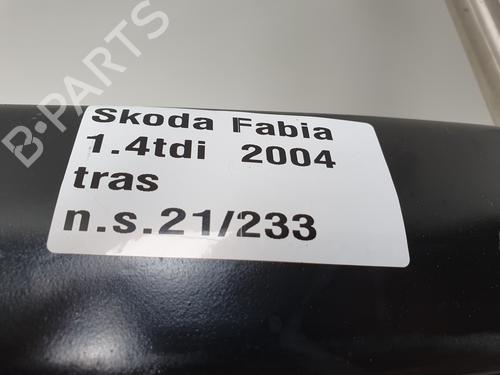 B-PARTS
Skoda Fabia
1.4tdi 2004
tras
n.s.21/233